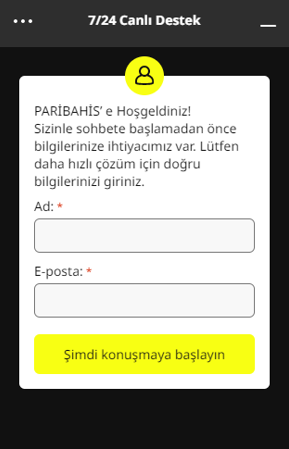 7/24 Canlı Destek
PARİBAHİS’ e Hoşgeldiniz!
Sizinle sohbete başlamadan önce
bilgilerinize ihtiyacımız var. Lütfen
daha hızlı çözüm için doğru
bilgilerinizi giriniz.
Ad: *
E-posta: *
Şimdi konuşmaya başlayın